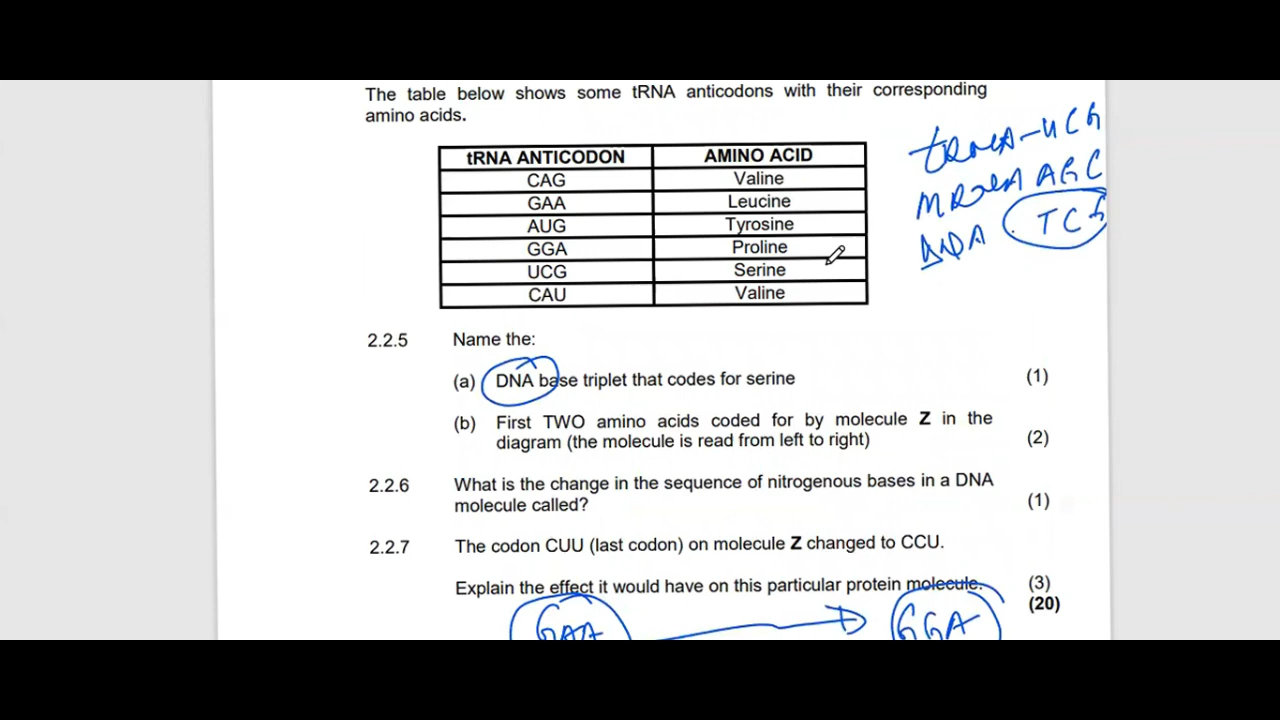 The table below shows some tRNA anticodons with their corresponding
amino acids.
tRNA ANTICODON AMINO ACID
CAG Valine
GAA Leucine
AUG Tyrosine
GGA Proline
UCG Serine
CAU Valine
tRNA-UCG
MRNA AGC
DNA TCG
2.2.5 Name the:
(a) DNA base triplet that codes for serine (1)
(b) First TWO amino acids coded for by molecule Z in the
diagram (the molecule is read from left to right) (2)
2.2.6 What is the change in the sequence of nitrogenous bases in a DNA
molecule called? (1)
2.2.7 The codon CUU (last codon) on molecule Z changed to CCU.
Explain the effect it would have on this particular protein molecule. (3)
(20)
GAA GGA